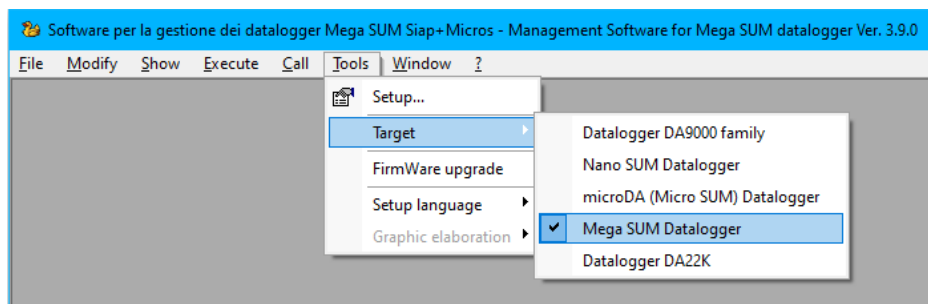 Software per la gestione dei datalogger Mega SUM Siap+Micros - Management Software for Mega SUM datalogger Ver. 3.9.0
File Modify Show Execute Call Tools Window ?
Setup...
Target
FirmWare upgrade
Setup language
Graphic elaboration
Datalogger DA9000 family
Nano SUM Datalogger
microDA (Micro SUM) Datalogger
Mega SUM Datalogger
Datalogger DA22K